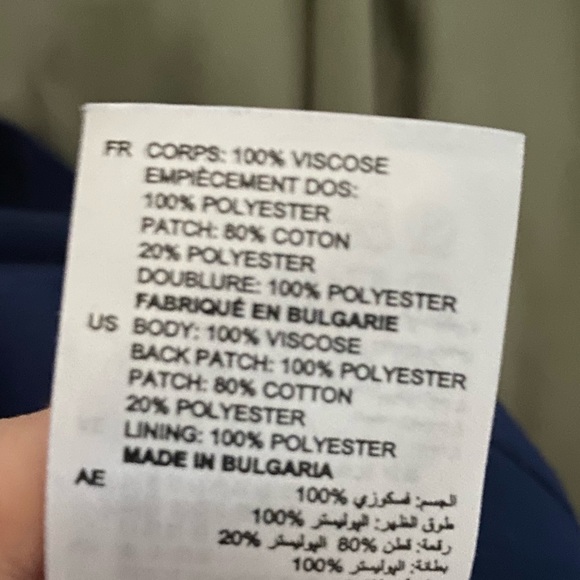 FR CORPS: 100% VISCOSE
EMPIÈCEMENT DOS:
100% POLYESTER
PATCH: 80% COTON
20% POLYESTER
DOUBLURE: 100% POLYESTER
FABRIQUÉ EN BULGARIE
US BODY: 100% VISCOSE
BACK PATCH: 100% POLYESTER
PATCH: 80% COTTON
20% POLYESTER
LINING: 100% POLYESTER
MADE IN BULGARIA
AE
الجسم: فسكوزي %100
طوق الظهر: البوليستر %100
رقعة: قطن %80 البوليستر %20
بطانة: البوليستر %100